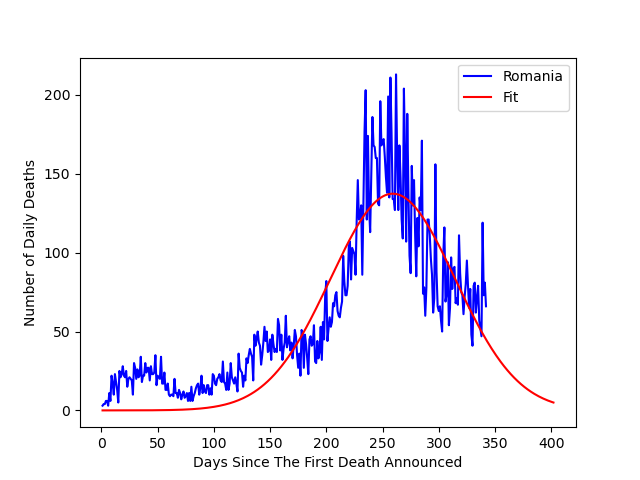 Romania
Fit
200
150
100
50
0
Number of Daily Deaths
0 50 100 150 200 250 300 350 400
Days Since The First Death Announced